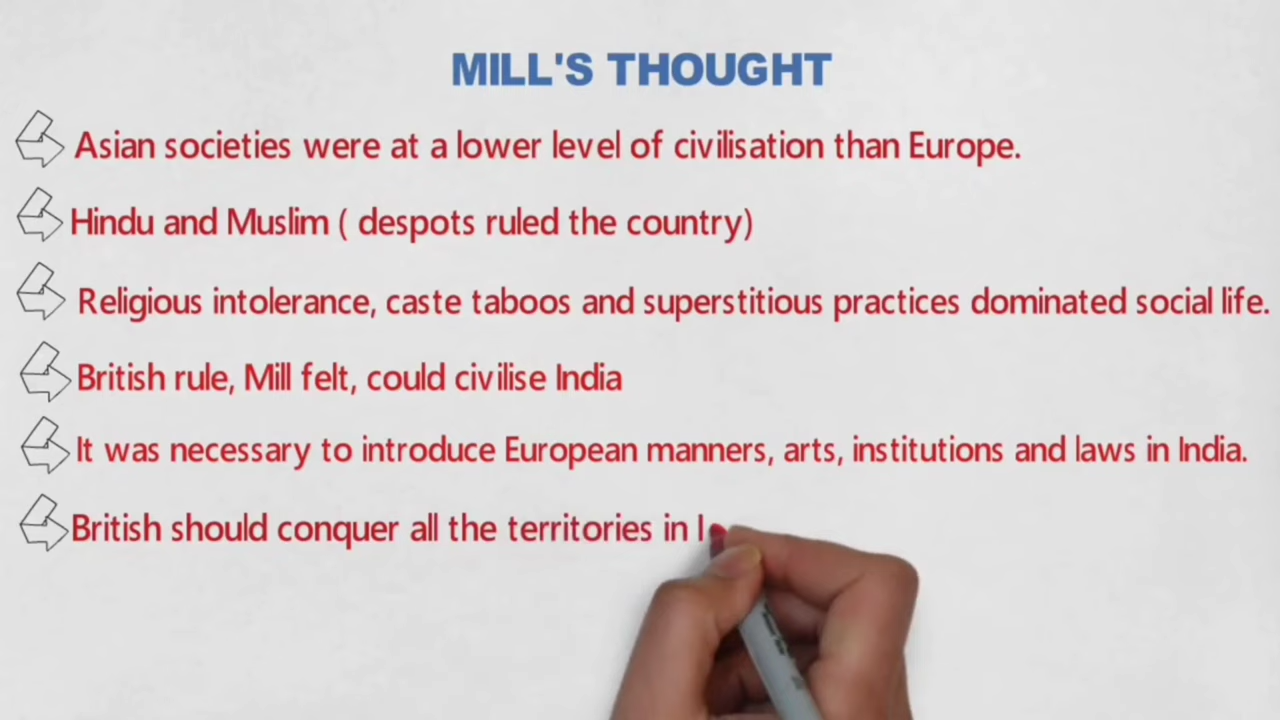 MILL'S THOUGHT
Asian societies were at a lower level of civilisation than Europe.
Hindu and Muslim ( despots ruled the country)
Religious intolerance, caste taboos and superstitious practices dominated social life.
British rule, Mill felt, could civilise India
It was necessary to introduce European manners, arts, institutions and laws in India.
British should conquer all the territories in I